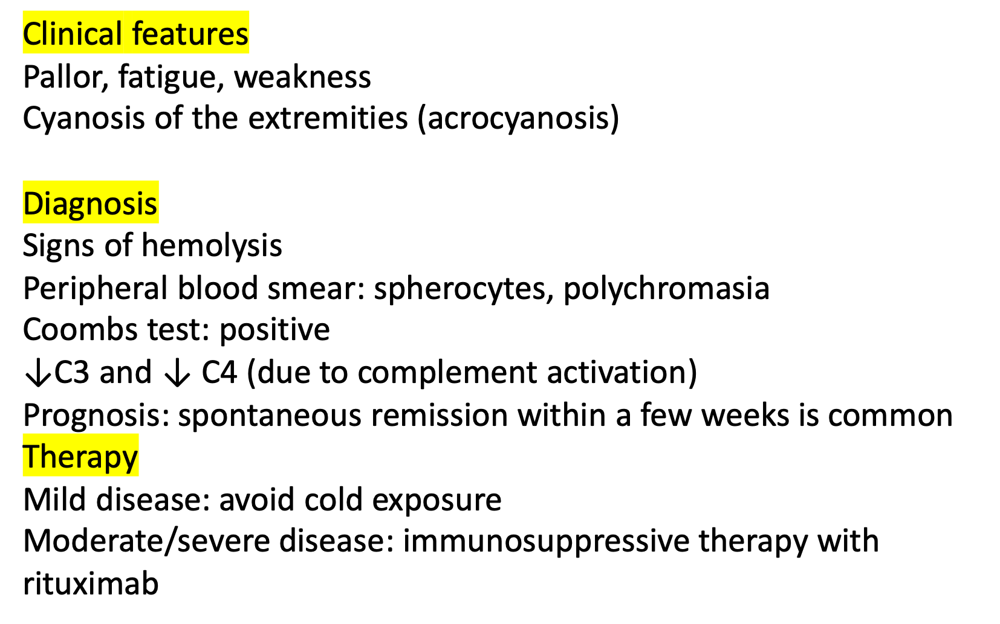 Clinical features
Pallor, fatigue, weakness
Cyanosis of the extremities (acrocyanosis)
Diagnosis
Signs of hemolysis
Peripheral blood smear: spherocytes, polychromasia
Coombs test: positive
↓C3 and ↓ C4 (due to complement activation)
Prognosis: spontaneous remission within a few weeks is common
Therapy
Mild disease: avoid cold exposure
Moderate/severe disease: immunosuppressive therapy with
rituximab